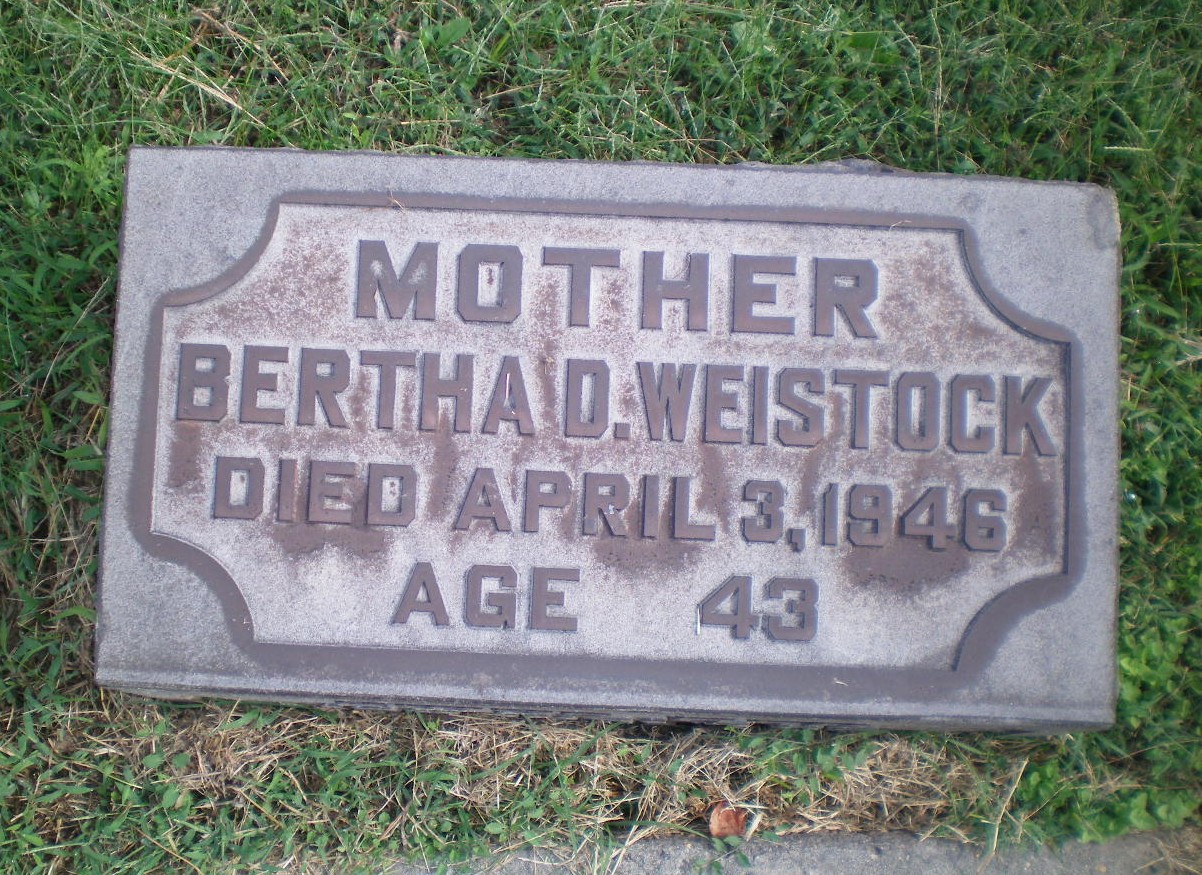 MOTHER
BERTHA D. WEISTOCK
DIED APRIL 3, 1946
AGE 43